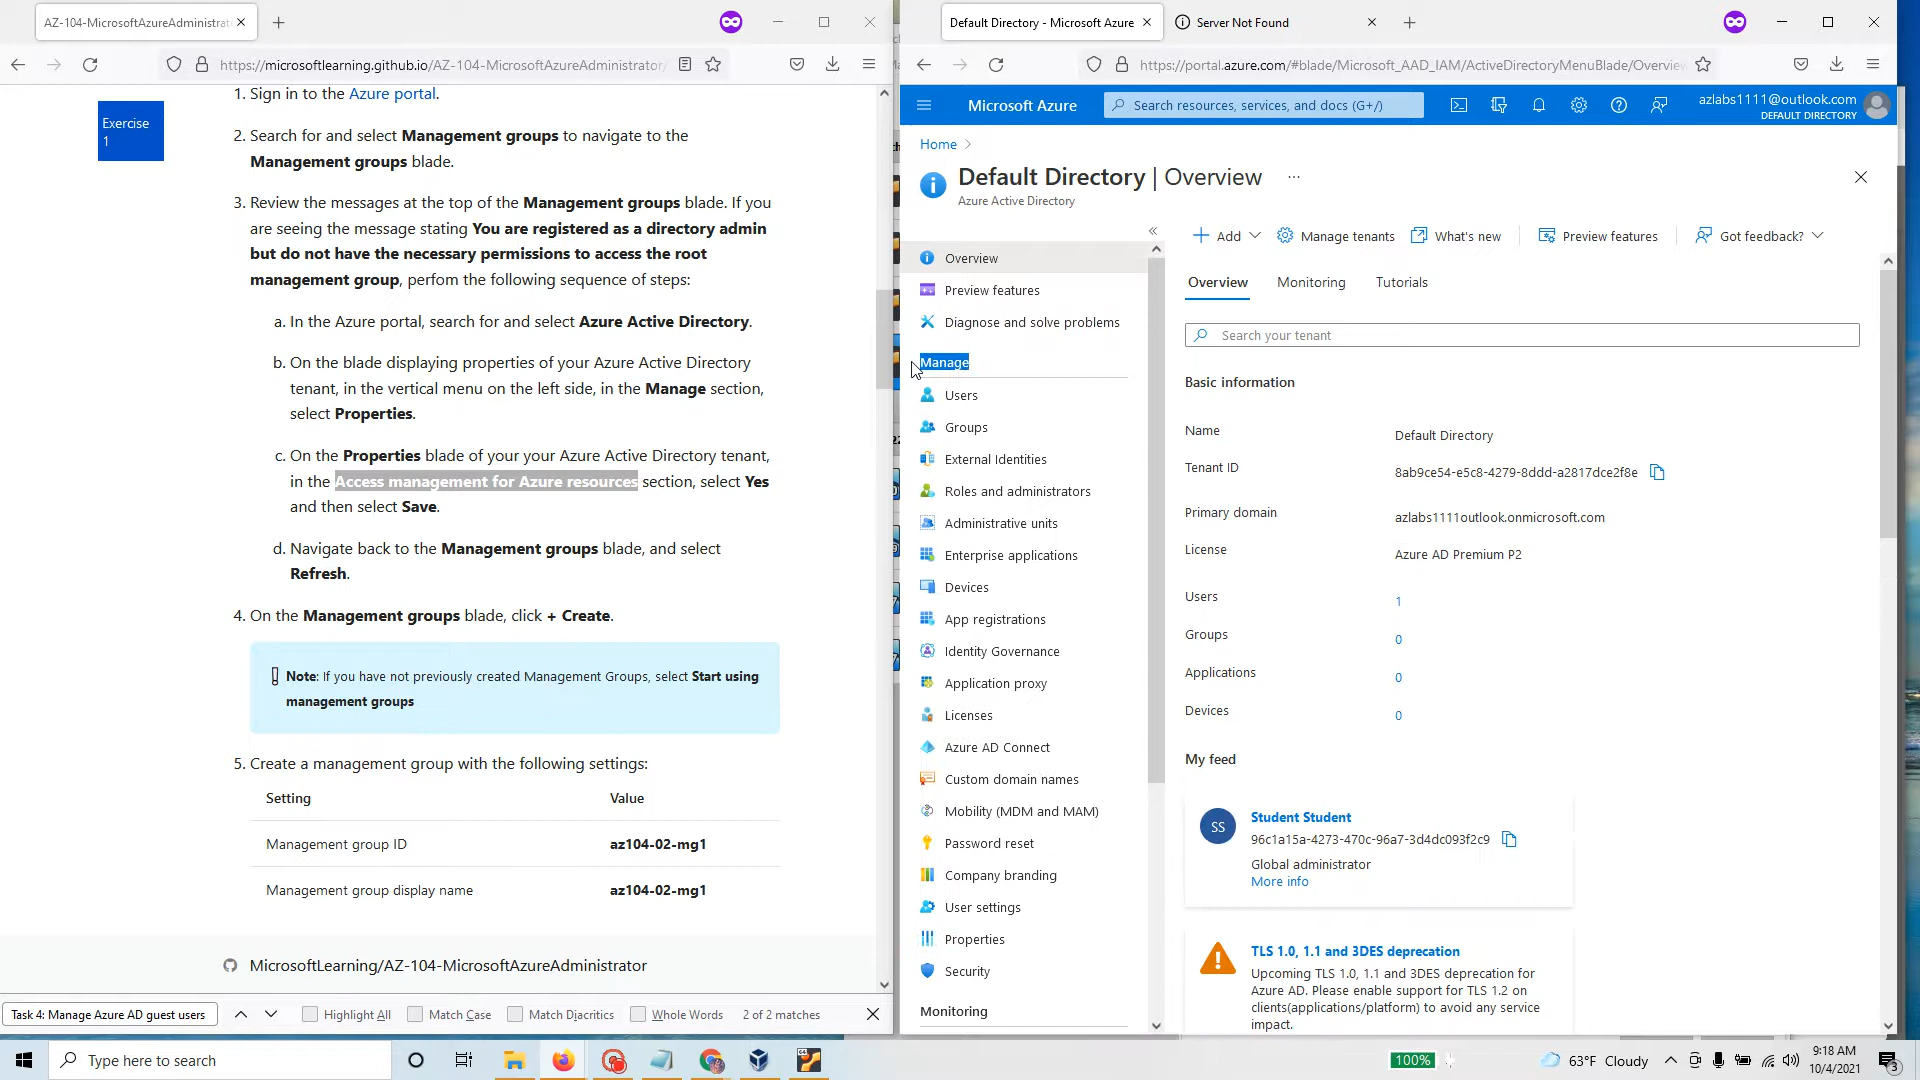 AZ-104-MicrosoftAzureAdministrat
Exercise
1
https://microsoftlearning.github.io/AZ-104-MicrosoftAzureAdministrator/
1. Sign in to the Azure portal.
2. Search for and select Management groups to navigate to the
Management groups blade.
3. Review the messages at the top of the Management groups blade. If you
are seeing the message stating You are registered as a directory admin
but do not have the necessary permissions to access the root
management group, perfom the following sequence of steps:
a. In the Azure portal, search for and select Azure Active Directory.
b. On the blade displaying properties of your Azure Active Directory
tenant, in the vertical menu on the left side, in the Manage section,
select Properties.
c. On the Properties blade of your your Azure Active Directory tenant,
in the Access management for Azure resources section, select Yes
and then select Save.
d. Navigate back to the Management groups blade, and select
Refresh.
4. On the Management groups blade, click + Create.
Note: If you have not previously created Management Groups, select Start using
management groups
5. Create a management group with the following settings:
Setting Value
Management group ID az104-02-mg1
Management group display name az104-02-mg1
MicrosoftLearning/AZ-104-MicrosoftAzureAdministrator
Task 4: Manage Azure AD guest users
Highlight All Match Case Match Diacritics Whole Words 2 of 2 matches
Default Directory - Microsoft Azure
Server Not Found
https://portal.azure.com/#blade/Microsoft_AAD_IAM/ActiveDirectoryMenuBlade/Overview
Microsoft Azure
Search resources, services, and docs (G+/)
azlabs1111@outlook.com
DEFAULT DIRECTORY
Home
Default Directory | Overview
Azure Active Directory
Overview
Preview features
Diagnose and solve problems
Manage
Users
Groups
External Identities
Roles and administrators
Administrative units
Enterprise applications
Devices
App registrations
Identity Governance
Application proxy
Licenses
Azure AD Connect
Custom domain names
Mobility (MDM and MAM)
Password reset
Company branding
User settings
Properties
Security
Monitoring
Add Manage tenants What's new Preview features Got feedback?
Overview Monitoring Tutorials
Search your tenant
Basic information
Name Default Directory
Tenant ID 8ab9ce54-e5c8-4279-8ddd-a2817dce2f8e
Primary domain azlabs1111outlook.onmicrosoft.com
License Azure AD Premium P2
Users 1
Groups 0
Applications 0
Devices 0
My feed
SS
Student Student
96c1a15a-4273-470c-96a7-3d4dc093f2c9
Global administrator
More info
TLS 1.0, 1.1 and 3DES deprecation
Upcoming TLS 1.0, 1.1 and 3DES deprecation for
Azure AD. Please enable support for TLS 1.2 on
clients(applications/platform) to avoid any service
impact.
Type here to search
100%
63°F Cloudy
9:18 AM
10/4/2021
3